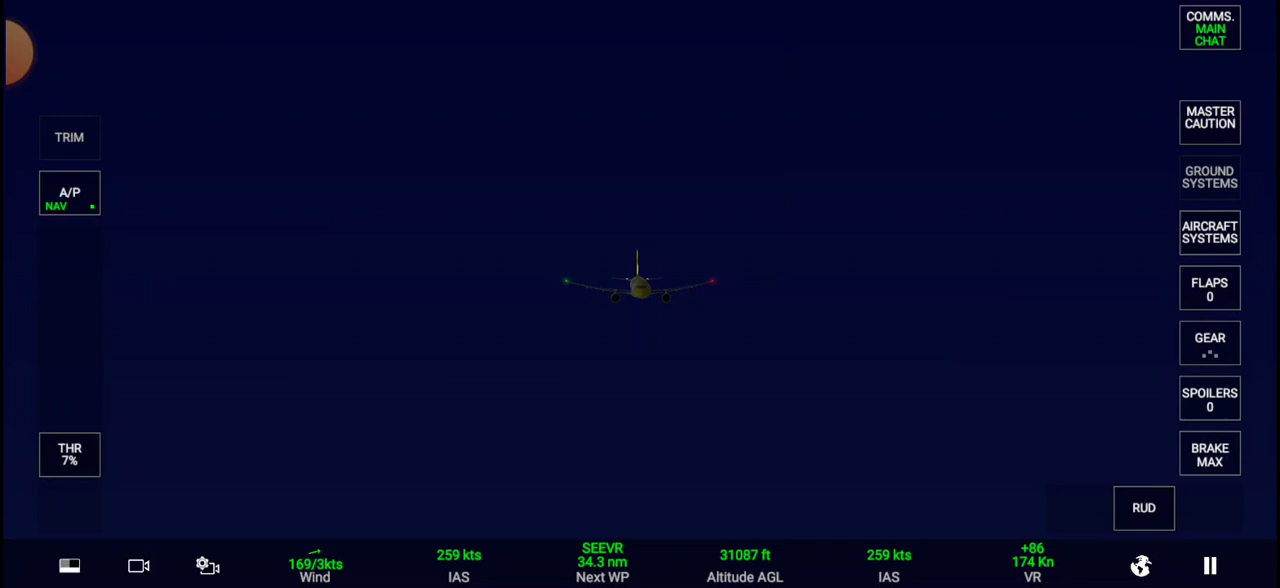 COMMS.
MAIN
CHAT
MASTER
CAUTION
TRIM
GROUND
SYSTEMS
A/P
NAV
AIRCRAFT
SYSTEMS
FLAPS
0
GEAR
SPOILERS
0
THR
7%
BRAKE
MAX
RUD
169/3kts
Wind
259 kts
IAS
SEEVR
34.3 nm
Next WP
31087 ft
Altitude AGL
259 kts
IAS
+86
174 Kn
VR